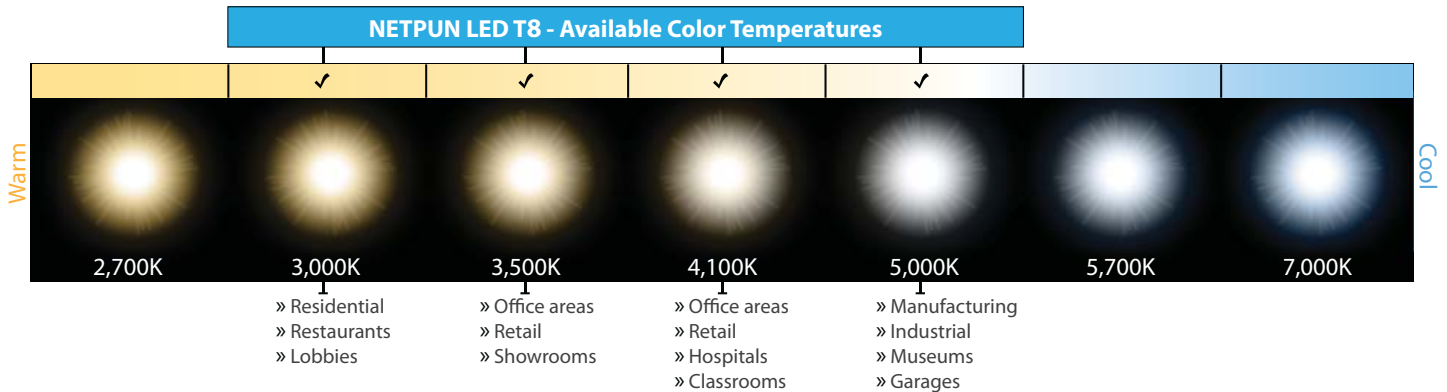 NETPUN LED T8 - Available Color Temperatures
Warm
Cool
2,700K
3,000K
3,500K
4,100K
5,000K
5,700K
7,000K
» Residential
» Restaurants
» Lobbies
» Office areas
» Retail
» Showrooms
» Office areas
» Retail
» Hospitals
» Classrooms
» Manufacturing
» Industrial
» Museums
» Garages